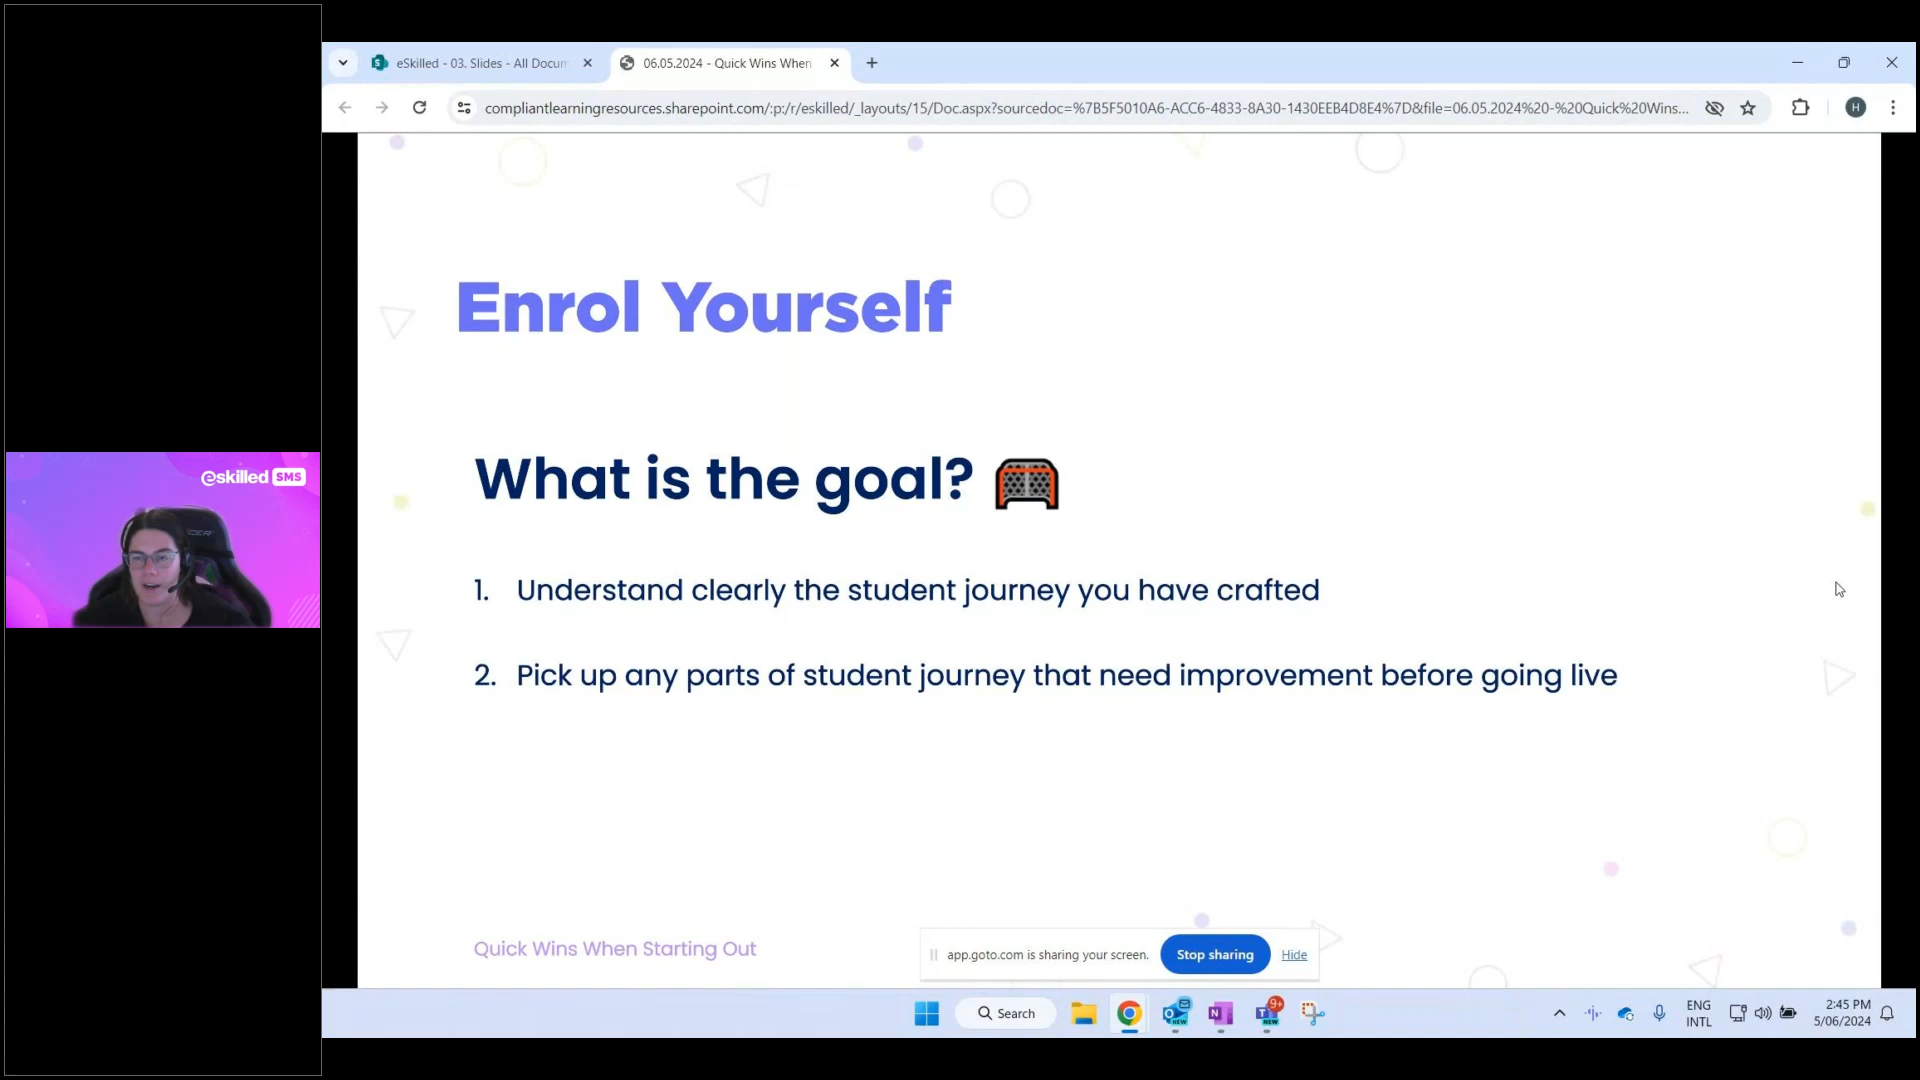 eSkilled - 03. Slides - All Docum
06.05.2024 - Quick Wins When
compliantlearningresources.sharepoint.com/:p:/r/eskilled/_layouts/15/Doc.aspx?sourcedoc=%7B5F5010A6-ACC6-4833-8A30-1430EEB4D8E4%7D&file=06.05.2024%20-%20Quick%20Wins...
H
Enrol Yourself
What is the goal?
1. Understand clearly the student journey you have crafted
2. Pick up any parts of student journey that need improvement before going live
eskilled SMS
Quick Wins When Starting Out
app.goto.com is sharing your screen. Stop sharing Hide
Search
9+
NEW
NEW
ENG
INTL
2:45 PM
5/06/2024